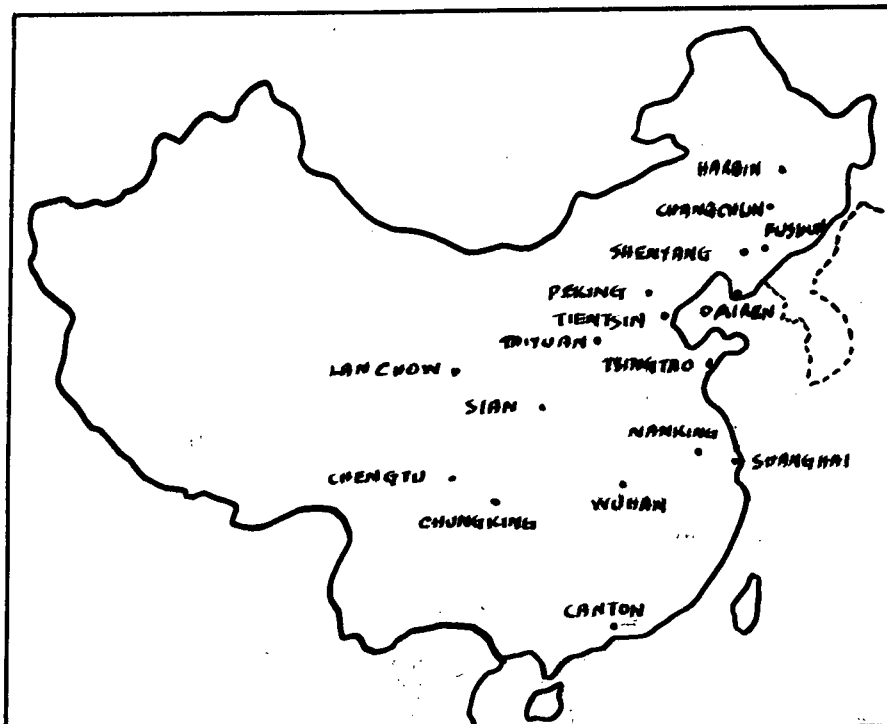 HARBIN
CHANGCHUN
FUSHUN
SHENYANG
PEKING
DAIREN
TIENTSIN
TAIYUAN
TSINGTAO
LANCHOW
SIAN
NANKING
SHANGHAI
CHENGTU
WUHAN
CHUNGKING
CANTON